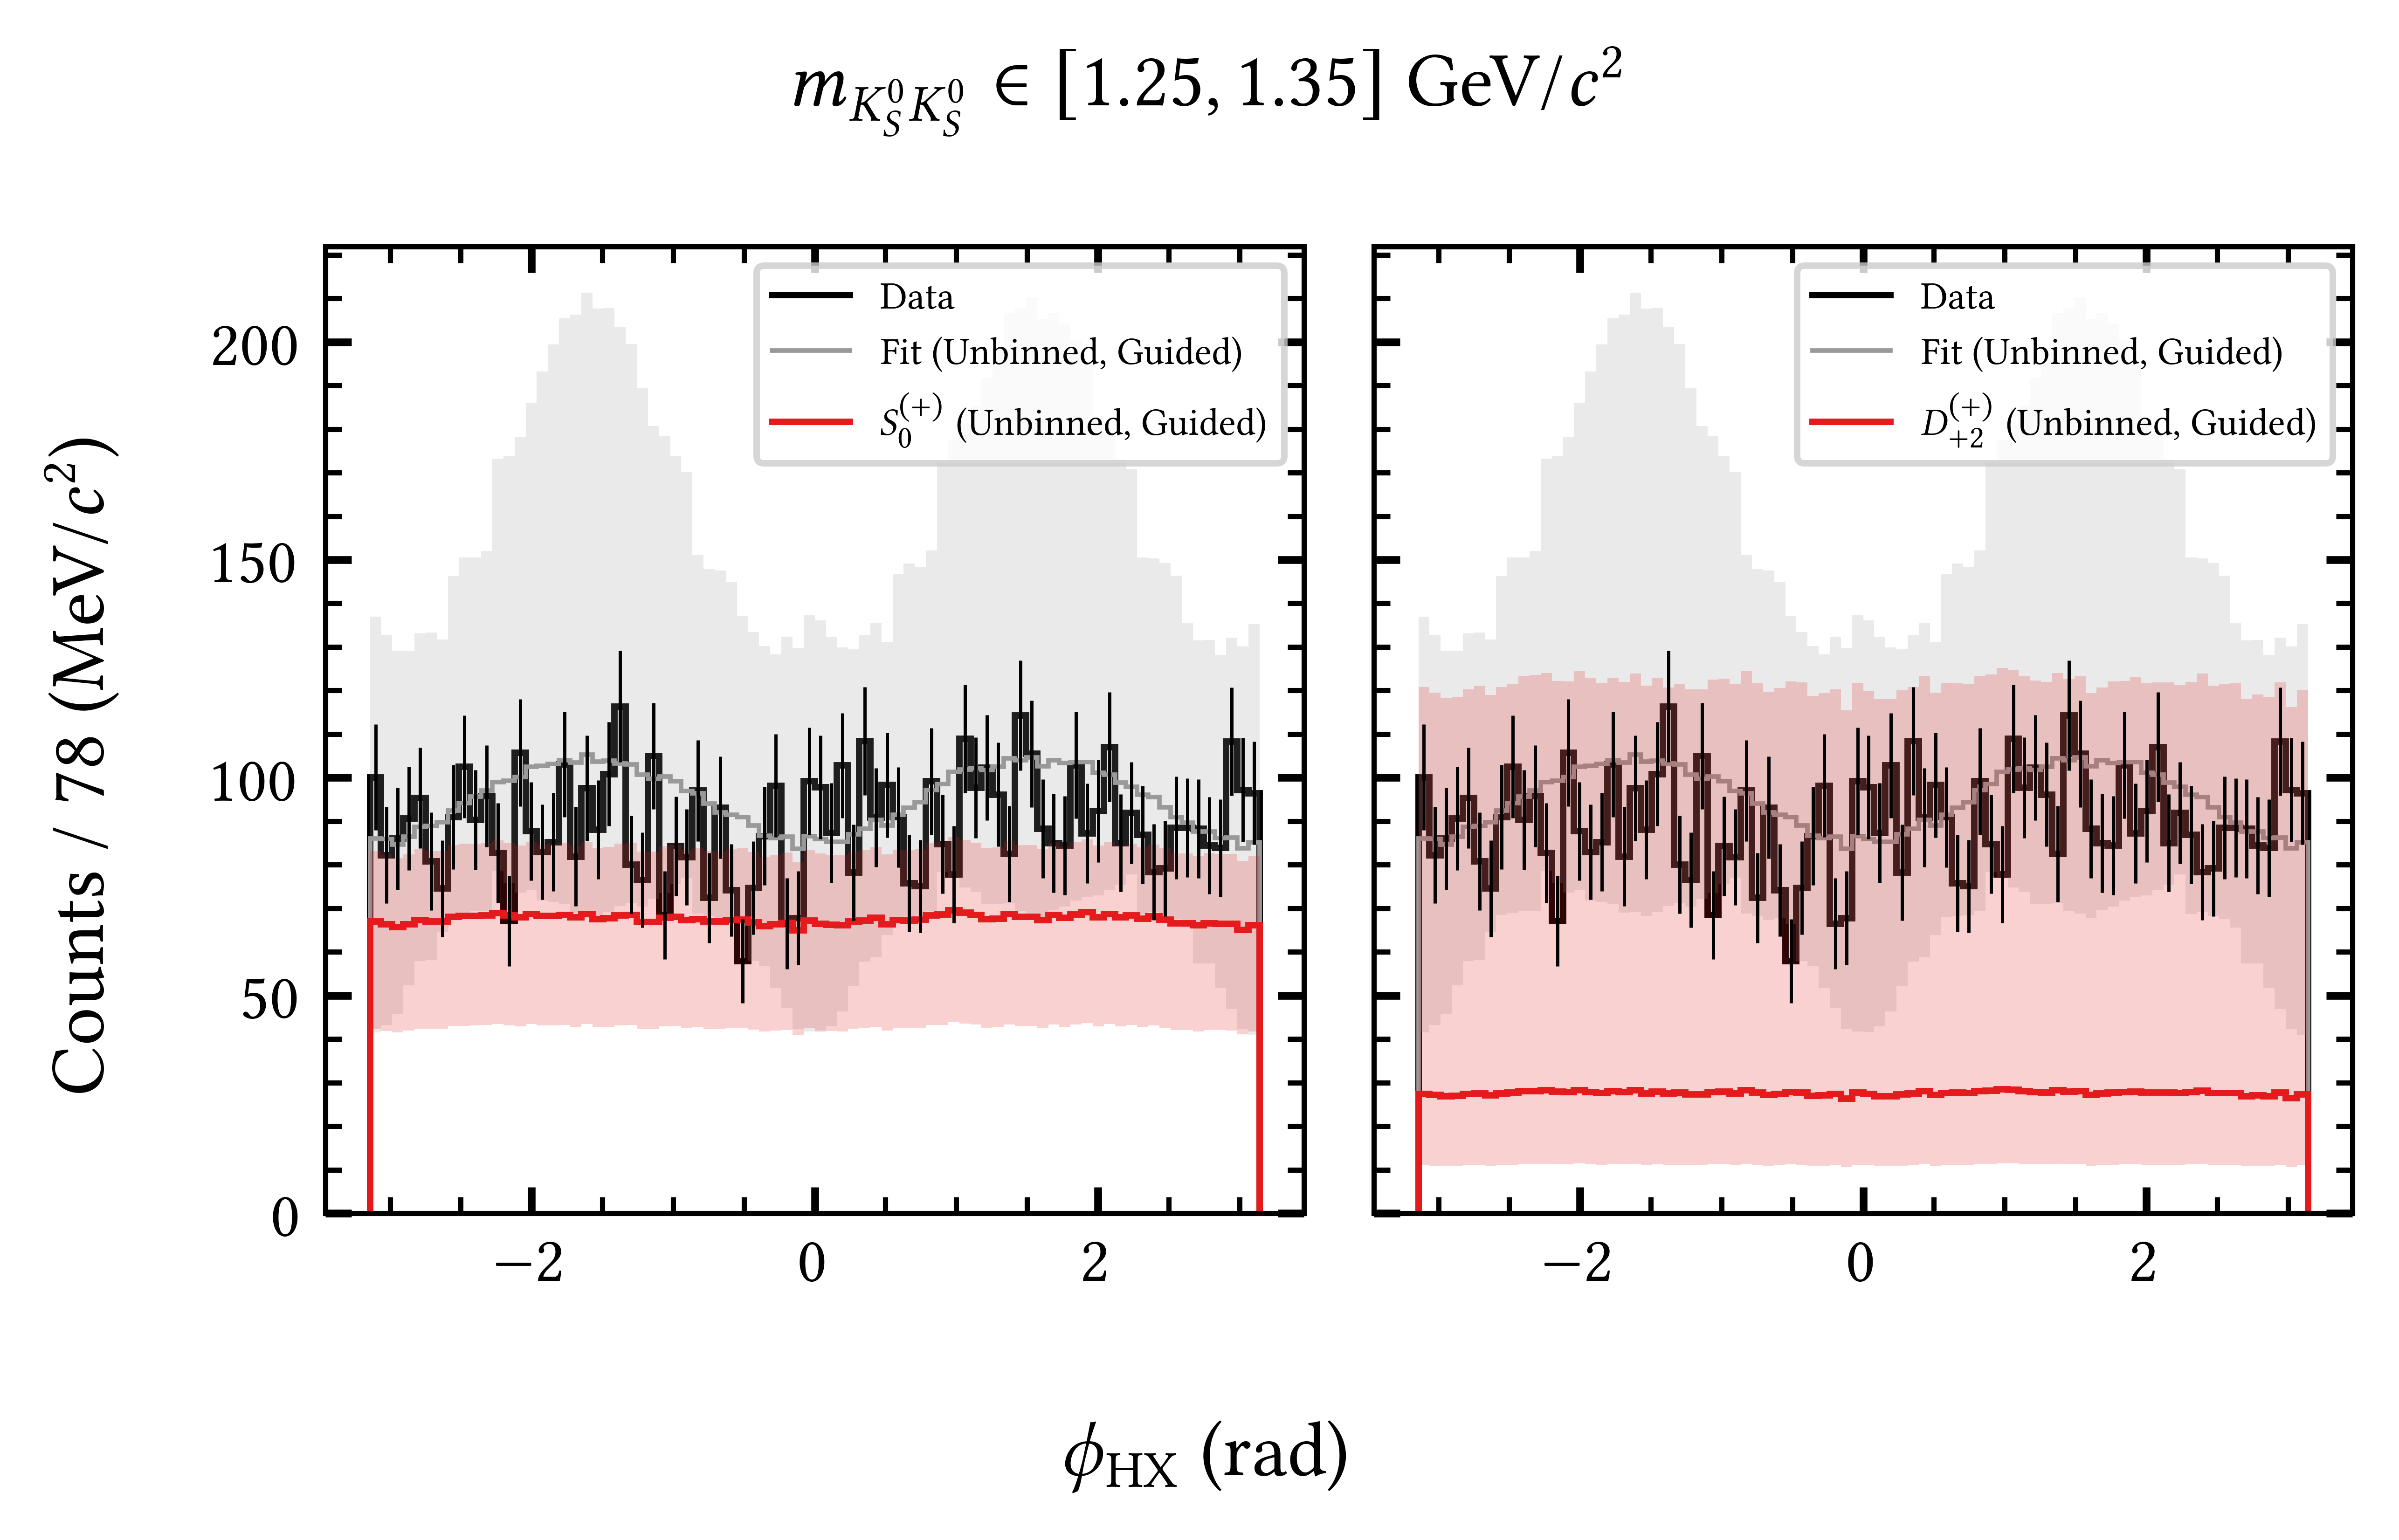 m_{K_S^0 K_S^0} ∈ [1.25, 1.35] GeV/c^2
Counts / 78 (MeV/c^2)
200
150
100
50
0
Data
Fit (Unbinned, Guided)
S_0^{(+)} (Unbinned, Guided)
−2
0
2
Data
Fit (Unbinned, Guided)
D_{+2}^{(+)} (Unbinned, Guided)
−2
0
2
ϕ_{HX} (rad)